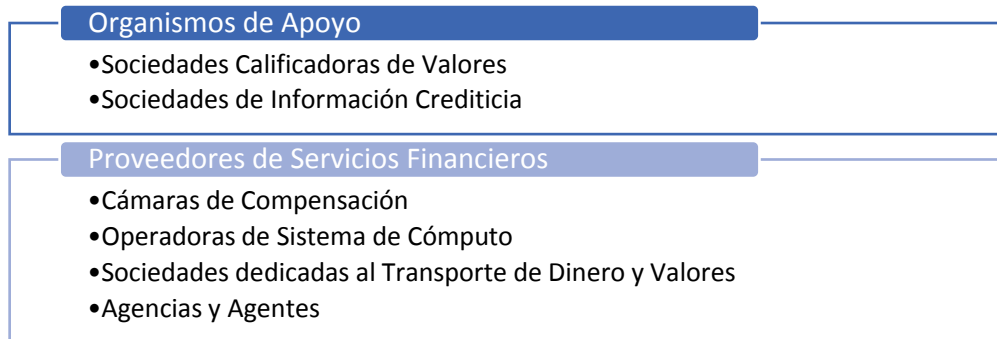 Organismos de Apoyo
•Sociedades Calificadoras de Valores
•Sociedades de Información Crediticia
Proveedores de Servicios Financieros
•Cámaras de Compensación
•Operadoras de Sistema de Cómputo
•Sociedades dedicadas al Transporte de Dinero y Valores
•Agencias y Agentes